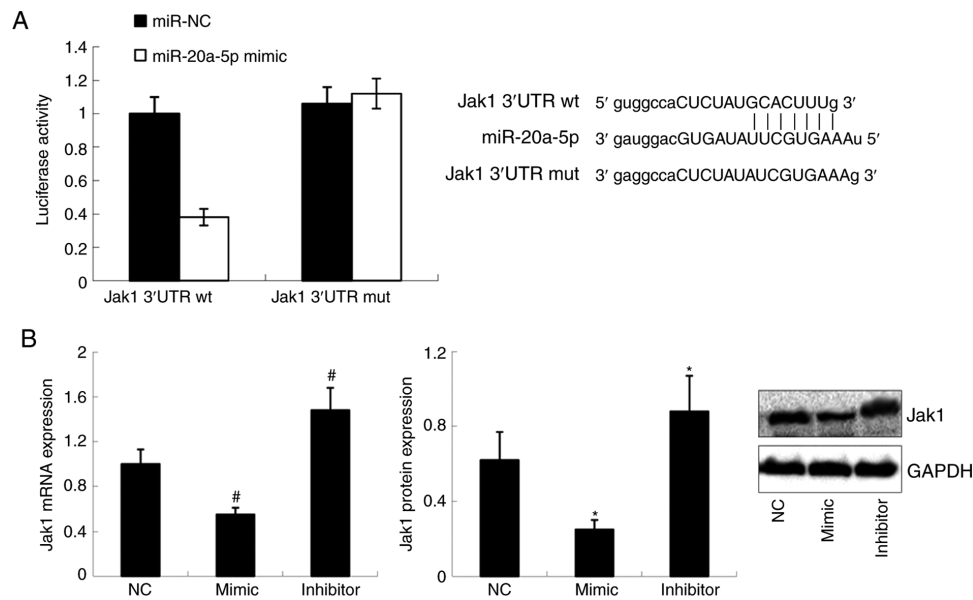 A
miR-NC
miR-20a-5p mimic
1.4
1.2
1
0.8
0.6
0.4
0.2
0
Luciferase activity
Jak1 3′UTR wt
Jak1 3′UTR mut
Jak1 3′UTR wt 5′ guggccaCUCUAUGCACUUUg 3′
miR-20a-5p 3′ gauggacGUGAUAUUCGUGAAAu 5′
Jak1 3′UTR mut 3′ gaggccaCUCUAUAUCGUGAAAg 3′
B
2
1.6
1.2
0.8
0.4
0
Jak1 mRNA expression
#
#
NC
Mimic
Inhibitor
1.2
0.8
0.4
0
Jak1 protein expression
*
*
NC
Mimic
Inhibitor
Jak1
GAPDH
NC
Mimic
Inhibitor